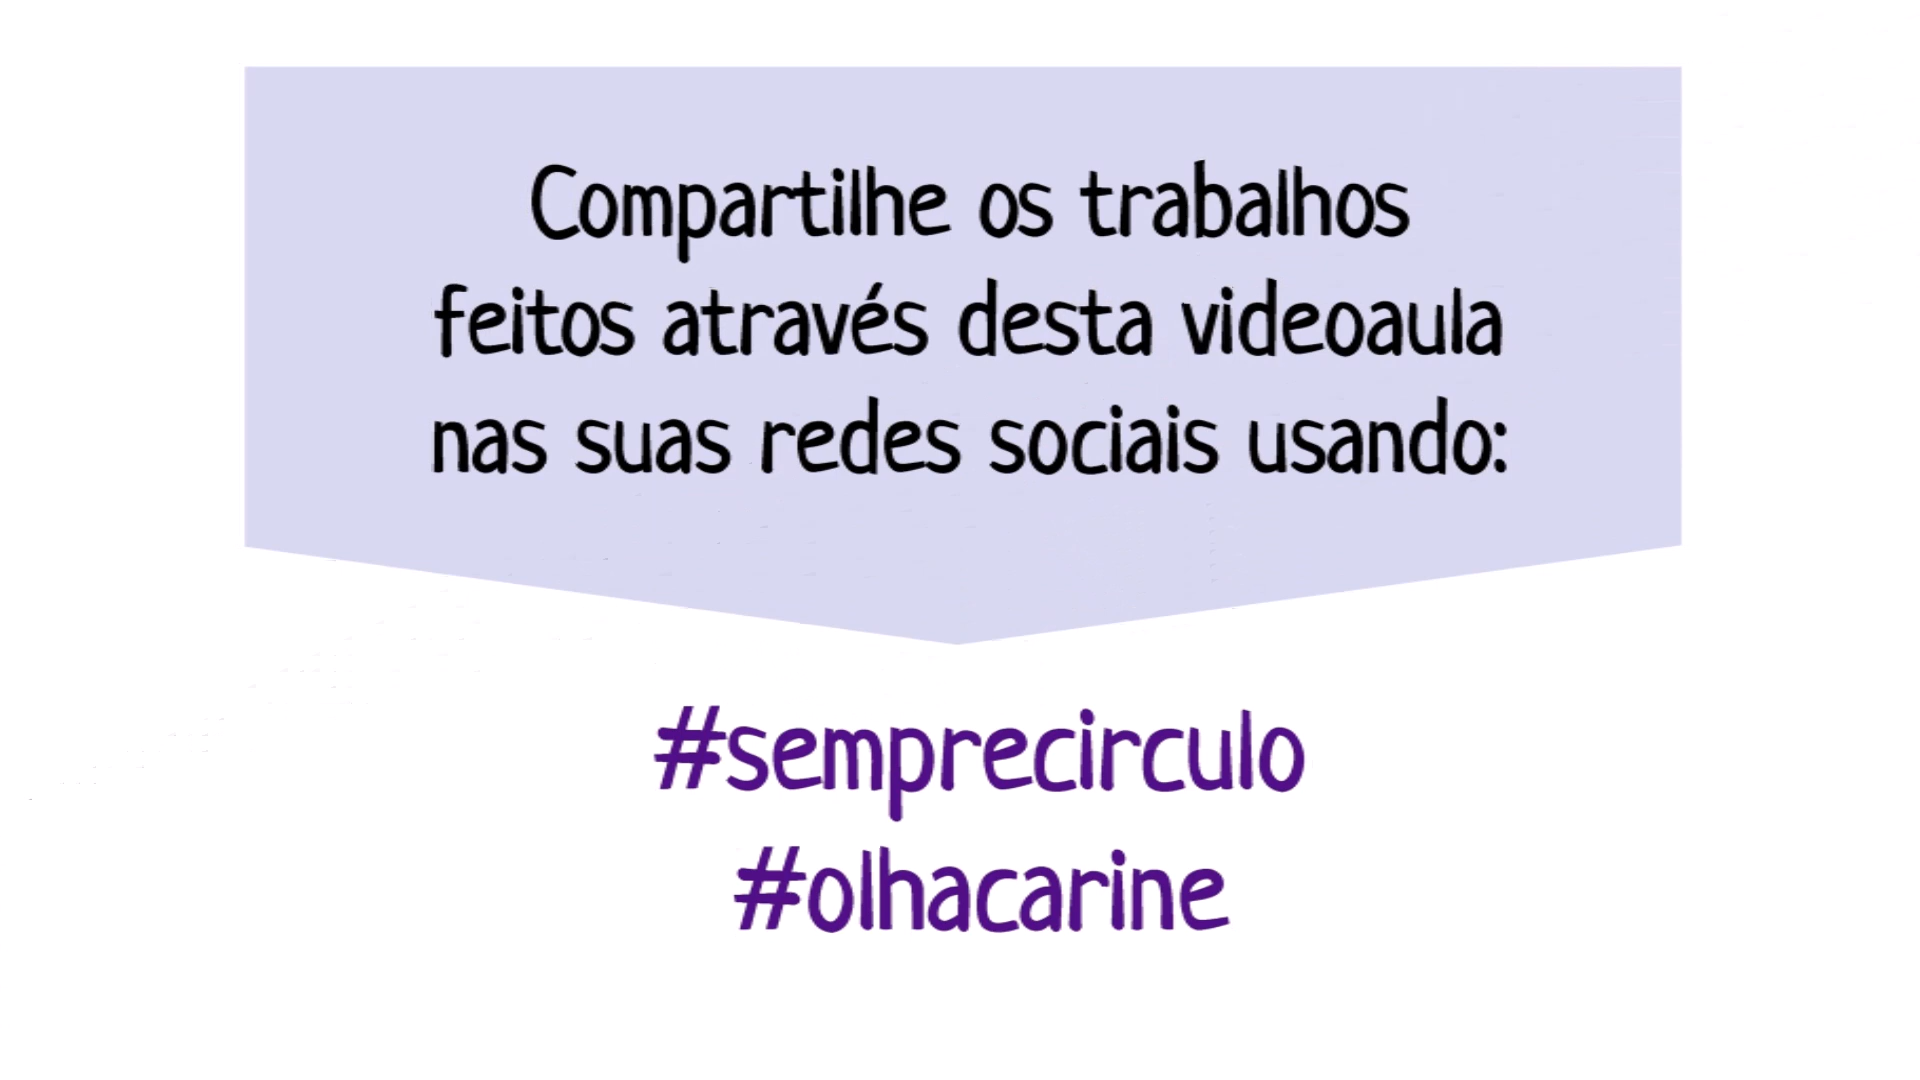 Compartilhe os trabalhos
feitos através desta videoaula
nas suas redes sociais usando:
#semprecirculo
#olhacarine